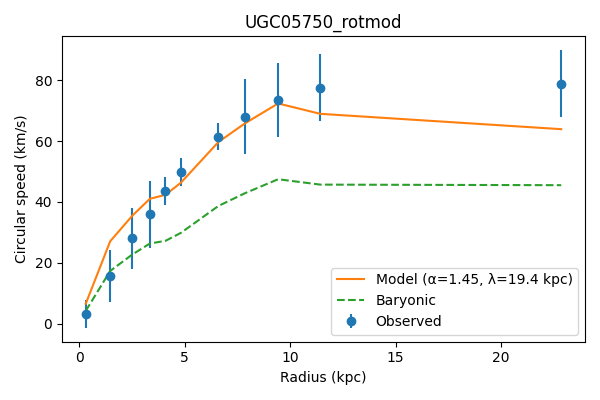 UGC05750_rotmod
Circular speed (km/s)
80
60
40
20
0
Model (α=1.45, λ=19.4 kpc)
Baryonic
Observed
0 5 10 15 20
Radius (kpc)